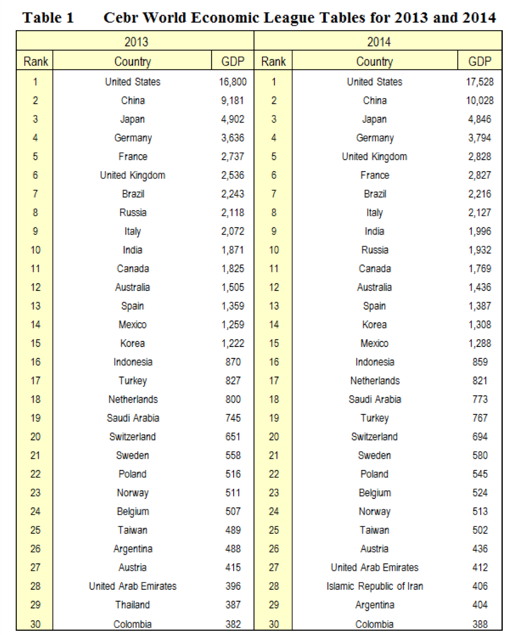 Table 1 Cebr World Economic League Tables for 2013 and 2014
2013 2014
Rank Country GDP Rank Country GDP
1 United States 16,800 1 United States 17,528
2 China 9,181 2 China 10,028
3 Japan 4,902 3 Japan 4,846
4 Germany 3,636 4 Germany 3,794
5 France 2,737 5 United Kingdom 2,828
6 United Kingdom 2,536 6 France 2,827
7 Brazil 2,243 7 Brazil 2,216
8 Russia 2,118 8 Italy 2,127
9 Italy 2,072 9 India 1,996
10 India 1,871 10 Russia 1,932
11 Canada 1,825 11 Canada 1,769
12 Australia 1,505 12 Australia 1,436
13 Spain 1,359 13 Spain 1,387
14 Mexico 1,259 14 Korea 1,308
15 Korea 1,222 15 Mexico 1,288
16 Indonesia 870 16 Indonesia 859
17 Turkey 827 17 Netherlands 821
18 Netherlands 800 18 Saudi Arabia 773
19 Saudi Arabia 745 19 Turkey 767
20 Switzerland 651 20 Switzerland 694
21 Sweden 558 21 Sweden 580
22 Poland 516 22 Poland 545
23 Norway 511 23 Belgium 524
24 Belgium 507 24 Norway 513
25 Taiwan 489 25 Taiwan 502
26 Argentina 488 26 Austria 436
27 Austria 415 27 United Arab Emirates 412
28 United Arab Emirates 396 28 Islamic Republic of Iran 406
29 Thailand 387 29 Argentina 404
30 Colombia 382 30 Colombia 388